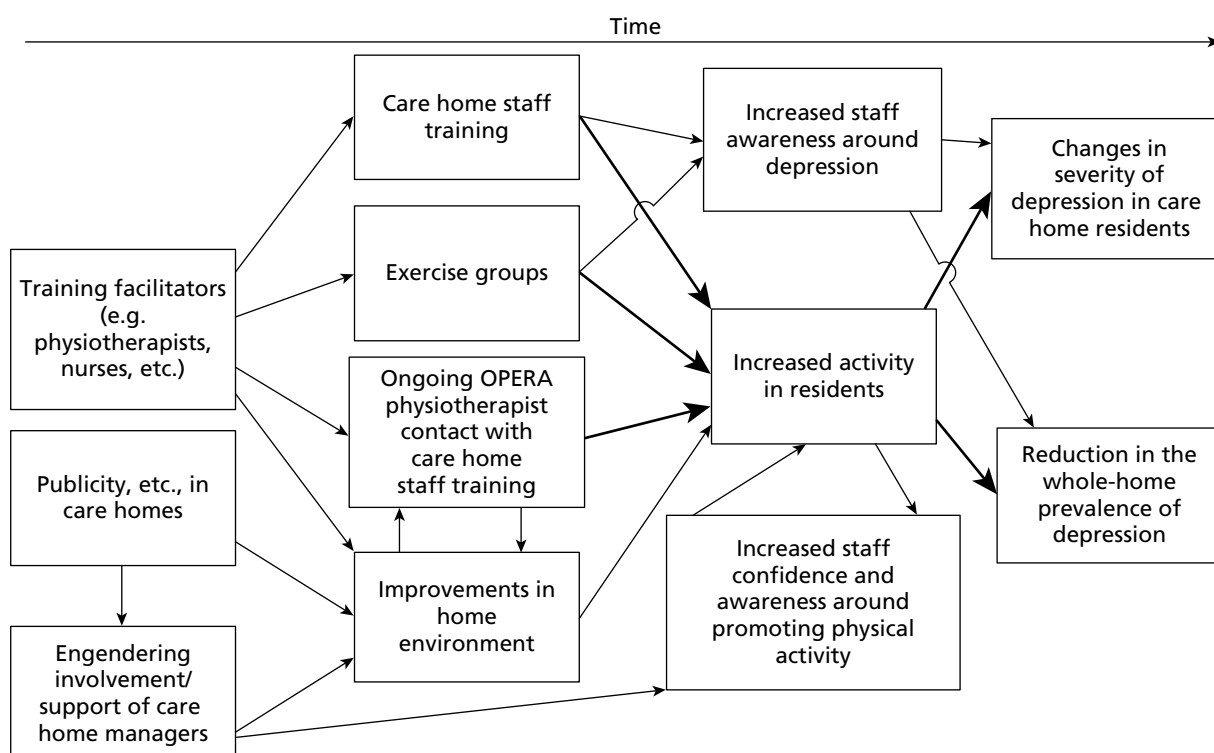 Time
Care home staff
training
Increased staff
awareness around
depression
Changes in
severity of
depression in care
home residents
Training facilitators
(e.g.
physiotherapists,
nurses, etc.)
Exercise groups
Increased activity
in residents
Ongoing OPERA
physiotherapist
contact with
care home
staff training
Publicity, etc., in
care homes
Reduction in the
whole-home
prevalence of
depression
Improvements in
home
environment
Increased staff
confidence and
awareness around
promoting physical
activity
Engendering
involvement/
support of care
home managers